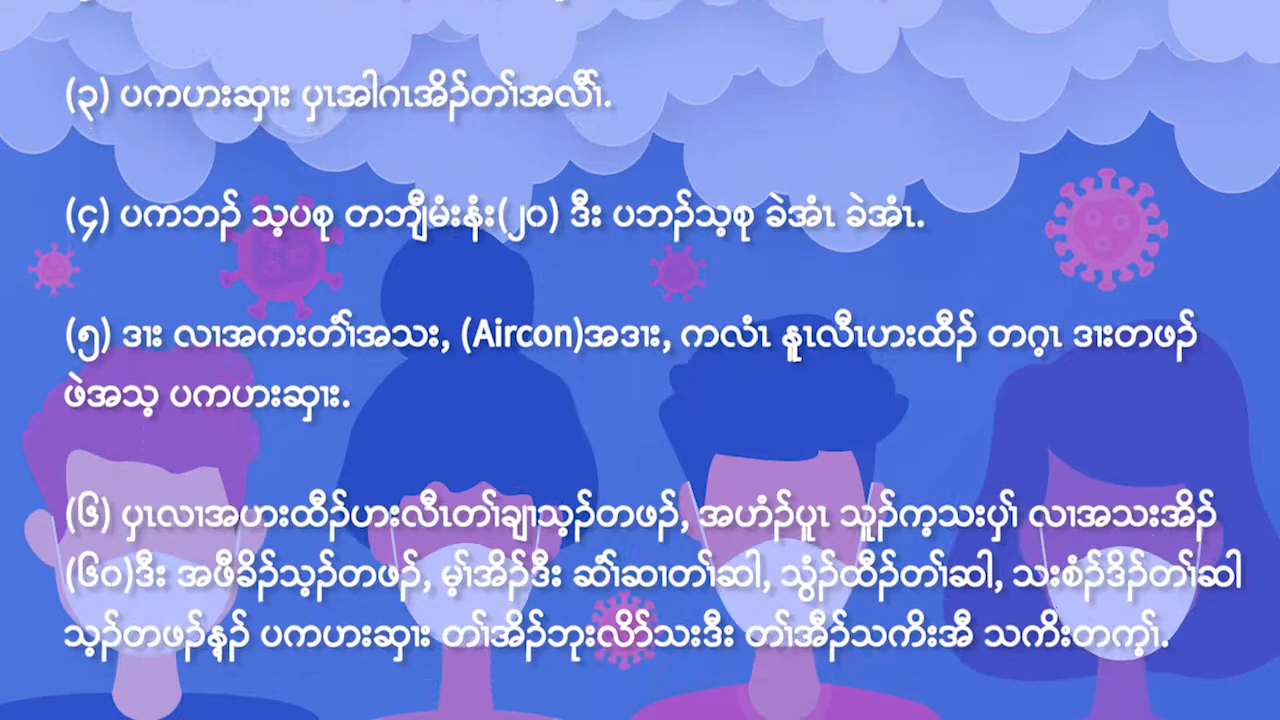 (၃) ပကဟးဆှၢး ပှၤအါဂၤအိၣ်တၢ်အလီၢ်.
(၄) ပကဘၣ် သ့ပစု တဘျီမံးနံး(၂၀) ဒီး ပဘၣ်သ့စု ခဲအံၤ ခဲအံၤ.
(၅) ဒၢး လၢအကးတံာ်အသး, (Aircon)အဒၢး, ကလံၤ နူၤလီၤဟးထီၣ် တဂ့ၤ ဒၢးတဖၣ်
ဖဲအသ့ ပကဟးဆှၢး.
(၆) ပှၤလၢအဟးထီၣ်ဟးလီၤတၢ်ချၢသ့ၣ်တဖၣ်, အဟံၣ်ပူၤ သူၣ်က့သးပှၢ် လၢအသးအိၣ်
(၆၀)ဒီး အဖီခိၣ်သ့ၣ်တဖၣ်, မ့ၢ်အိၣ်ဒီး ဆံၢ်ဆၢတၢ်ဆါ, သွံၣ်ထီၣ်တၢ်ဆါ, သးစံၣ်ဒိၣ်တၢ်ဆါ
သ့ၣ်တဖၣ်န့ၣ် ပကဟးဆှၢး တၢ်အိၣ်ဘူးလိာ်သးဒီး တၢ်အီၣ်သကိးအီ သကိးတက့ၢ်.